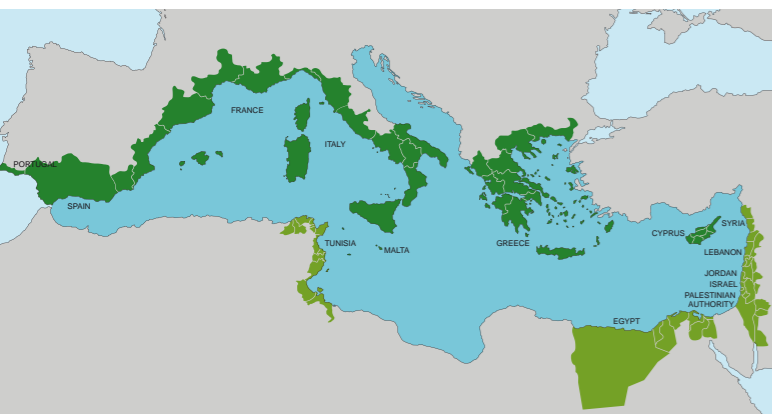 FRANCE
ITALY
PORTUGAL
SPAIN
TUNISIA
MALTA
GREECE
CYPRUS
SYRIA
LEBANON
JORDAN
ISRAEL
PALESTINIAN
AUTHORITY
EGYPT